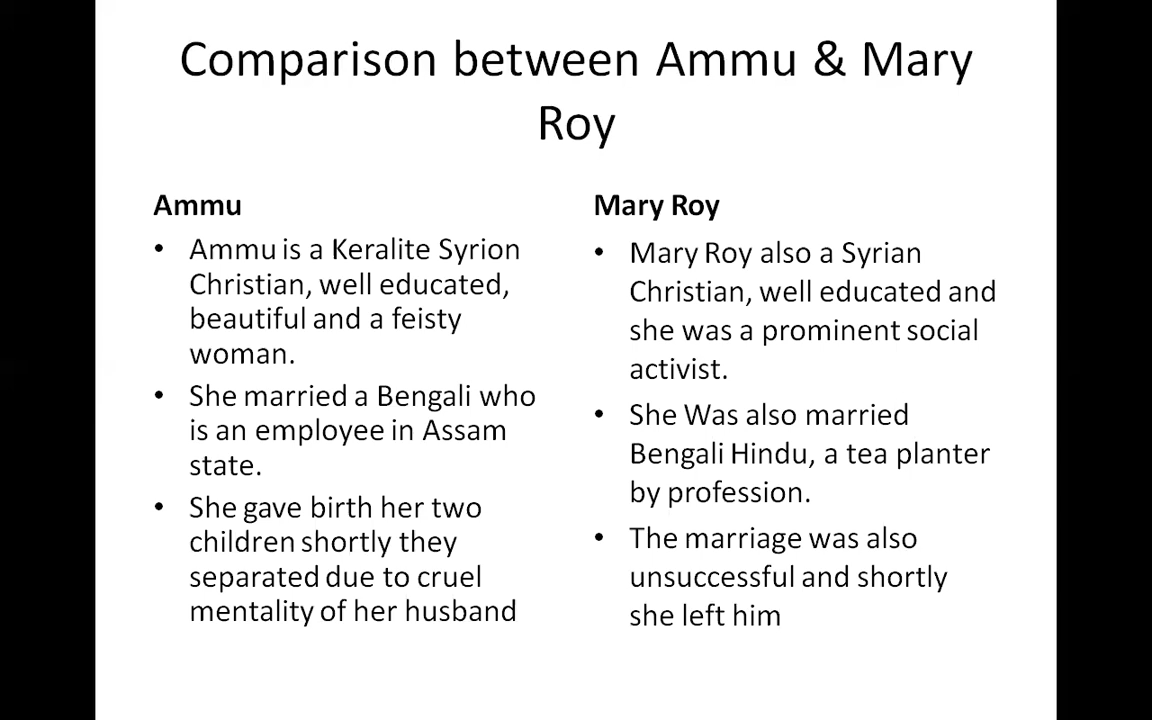 Comparison between Ammu & Mary
Roy
Ammu
• Ammu is a Keralite Syrion
Christian, well educated,
beautiful and a feisty
woman.
• She married a Bengali who
is an employee in Assam
state.
• She gave birth her two
children shortly they
separated due to cruel
mentality of her husband
Mary Roy
• Mary Roy also a Syrian
Christian, well educated and
she was a prominent social
activist.
• She Was also married
Bengali Hindu, a tea planter
by profession.
• The marriage was also
unsuccessful and shortly
she left him